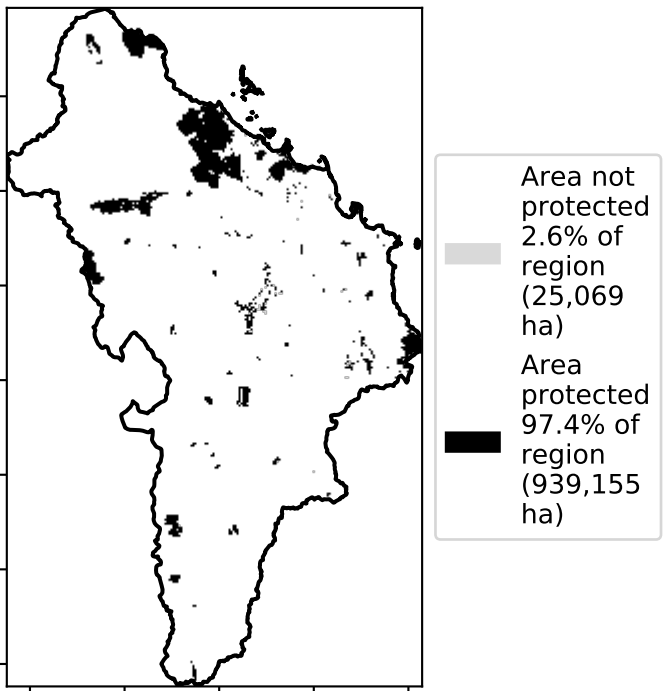 Area not
protected
2.6% of
region
(25,069
ha)
Area
protected
97.4% of
region
(939,155
ha)